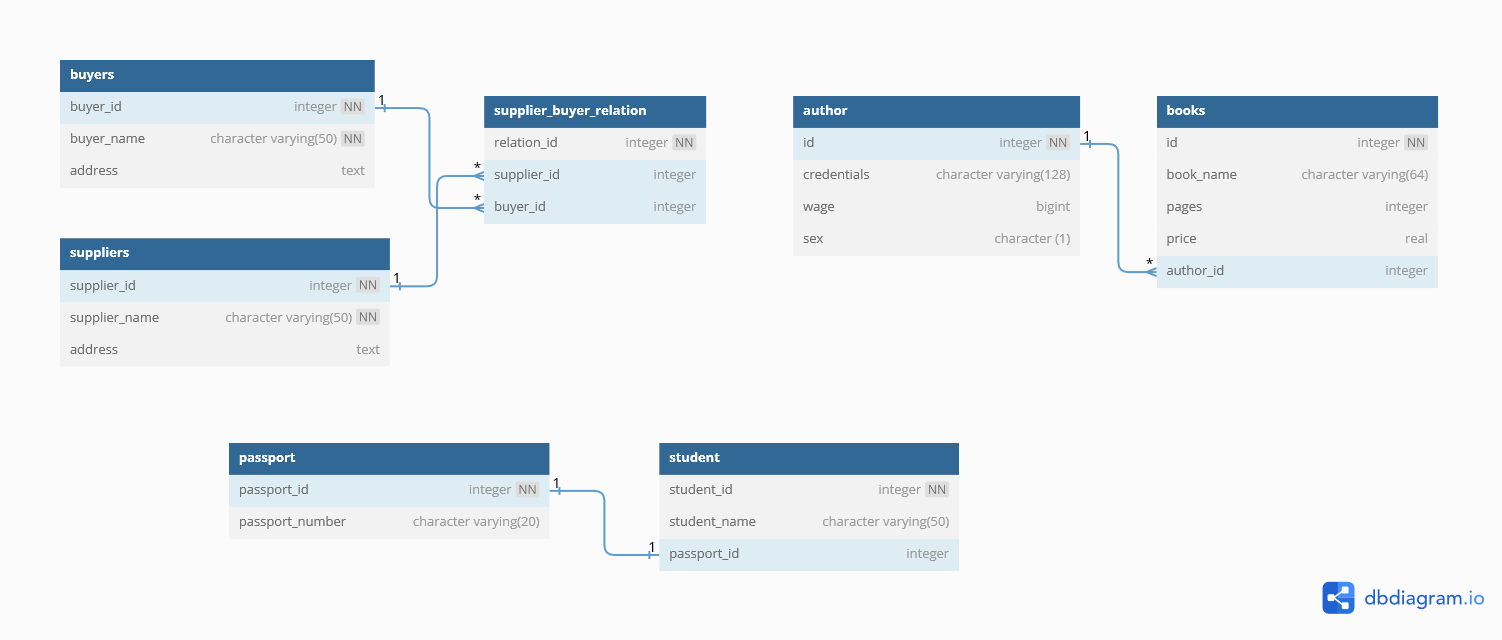 buyers
buyer_id integer NN
buyer_name character varying(50) NN
address text
1
suppliers
supplier_id integer NN
supplier_name character varying(50) NN
address text
1
supplier_buyer_relation
relation_id integer NN
* supplier_id integer
* buyer_id integer
author
id integer NN
credentials character varying(128)
wage bigint
sex character (1)
1
books
id integer NN
book_name character varying(64)
pages integer
price real
* author_id integer
passport
passport_id integer NN
passport_number character varying(20)
1
student
student_id integer NN
student_name character varying(50)
1 passport_id integer
dbdiagram.io